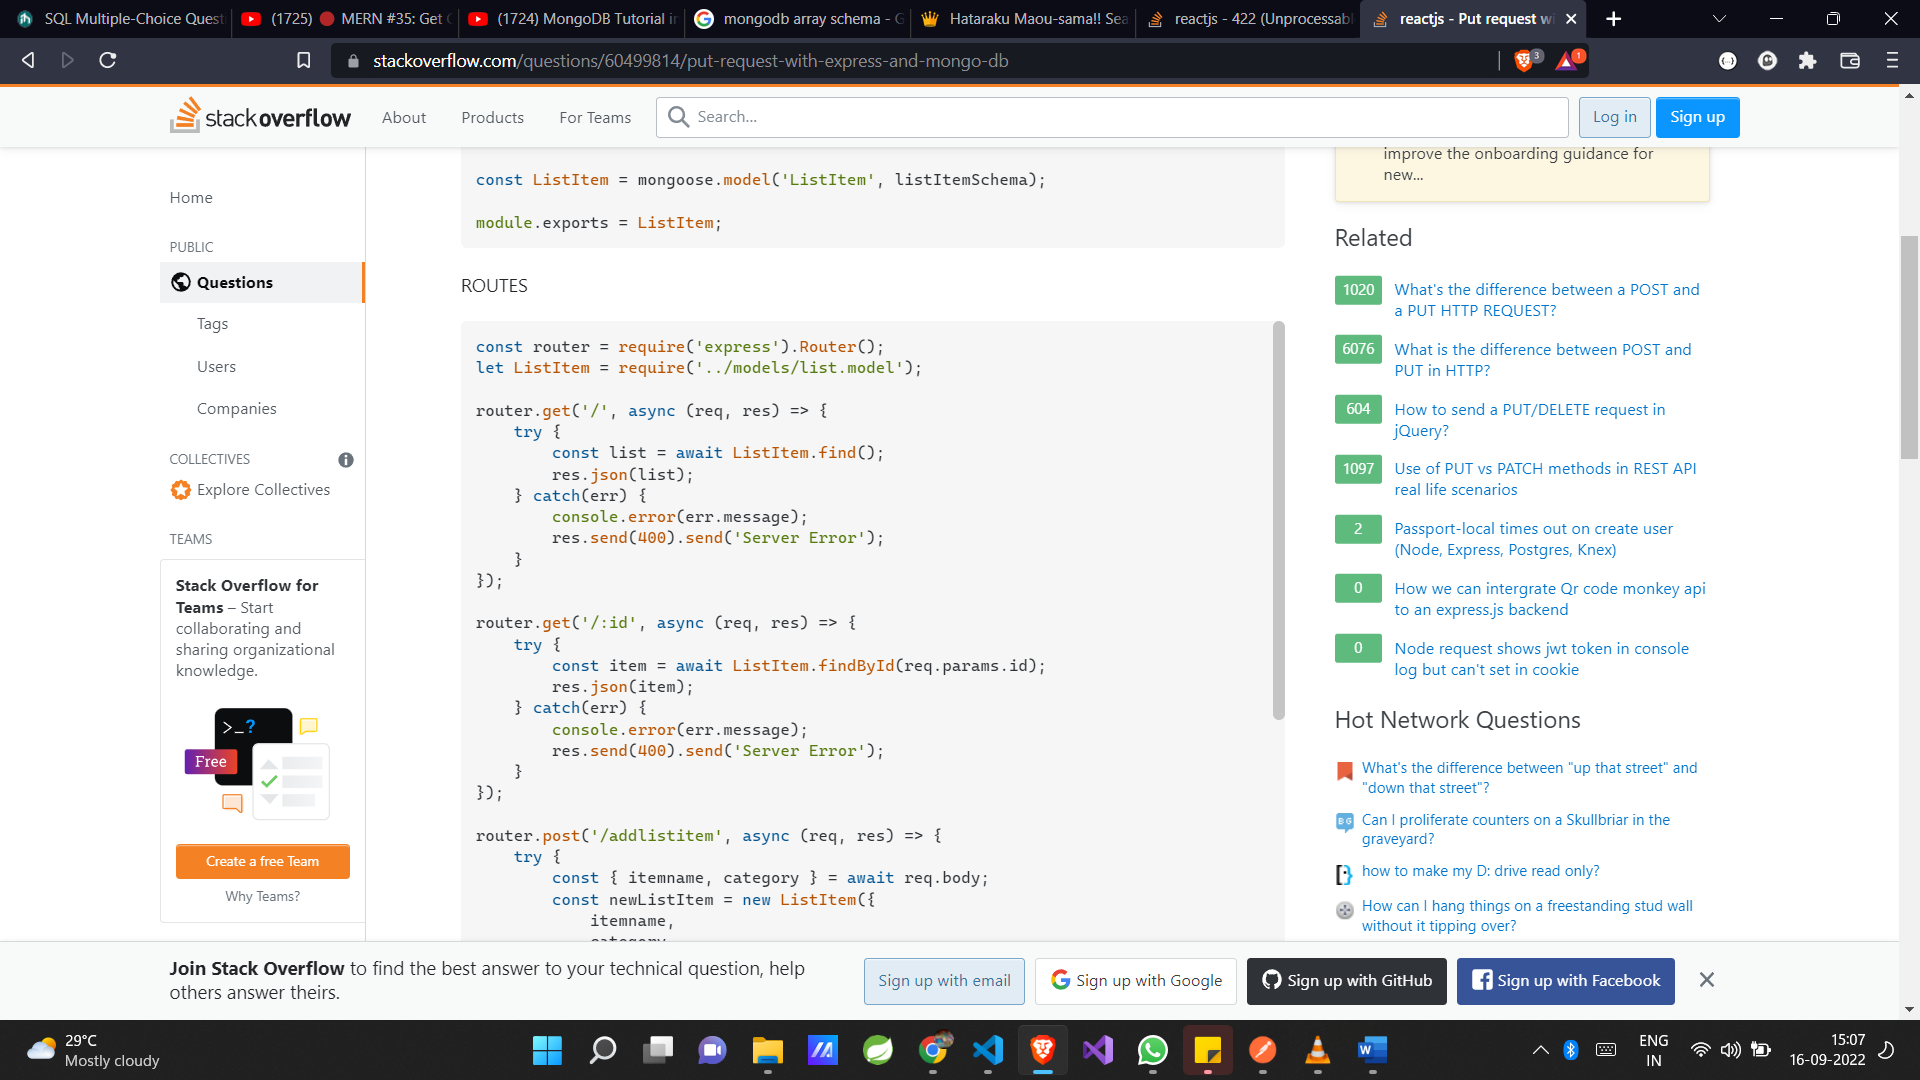 SQL Multiple-Choice Quest
(1725) 🔴 MERN #35: Get
(1724) MongoDB Tutorial in
mongodb array schema - G
Hataraku Maou-sama!! Sea
reactjs - 422 (Unprocessabl
reactjs - Put request wi
stackoverflow.com/questions/60499814/put-request-with-express-and-mongo-db
3
1
stackoverflow
About
Products
For Teams
Search...
Log in
Sign up
Home
PUBLIC
Questions
Tags
Users
Companies
COLLECTIVES
Explore Collectives
TEAMS
Stack Overflow for
Teams – Start
collaborating and
sharing organizational
knowledge.
>_?
Free
Create a free Team
Why Teams?
const ListItem = mongoose.model('ListItem', listItemSchema);
module.exports = ListItem;
ROUTES
const router = require('express').Router();
let ListItem = require('../models/list.model');
router.get('/', async (req, res) => {
    try {
        const list = await ListItem.find();
        res.json(list);
    } catch(err) {
        console.error(err.message);
        res.send(400).send('Server Error');
    }
});
router.get('/:id', async (req, res) => {
    try {
        const item = await ListItem.findById(req.params.id);
        res.json(item);
    } catch(err) {
        console.error(err.message);
        res.send(400).send('Server Error');
    }
});
router.post('/addlistitem', async (req, res) => {
    try {
        const { itemname, category } = await req.body;
        const newListItem = new ListItem({
            itemname,
            category
improve the onboarding guidance for
new...
Related
1020
What's the difference between a POST and
a PUT HTTP REQUEST?
6076
What is the difference between POST and
PUT in HTTP?
604
How to send a PUT/DELETE request in
jQuery?
1097
Use of PUT vs PATCH methods in REST API
real life scenarios
2
Passport-local times out on create user
(Node, Express, Postgres, Knex)
0
How we can intergrate Qr code monkey api
to an express.js backend
0
Node request shows jwt token in console
log but can't set in cookie
Hot Network Questions
What's the difference between "up that street" and
"down that street"?
BG
Can I proliferate counters on a Skullbriar in the
graveyard?
how to make my D: drive read only?
How can I hang things on a freestanding stud wall
without it tipping over?
Join Stack Overflow to find the best answer to your technical question, help
others answer theirs.
Sign up with email
Sign up with Google
Sign up with GitHub
Sign up with Facebook
29°C
Mostly cloudy
ENG
IN
15:07
16-09-2022